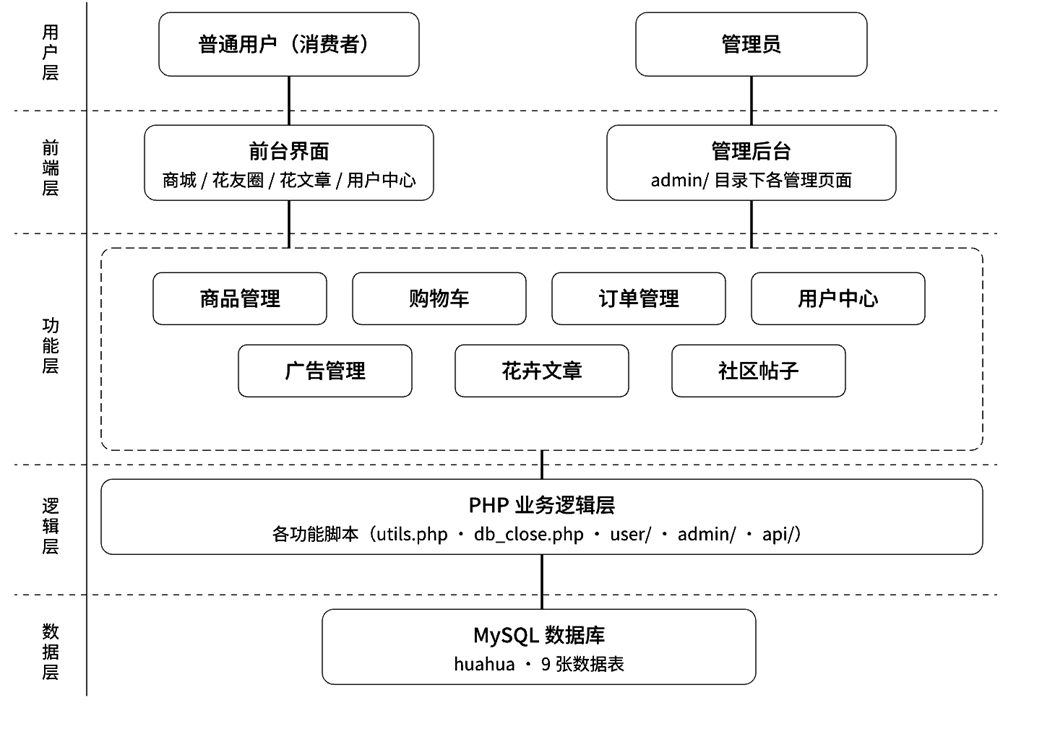 用户层
普通用户（消费者）
管理员
前端层
前台界面
商城 / 花友圈 / 花文章 / 用户中心
管理后台
admin/ 目录下各管理页面
功能层
商品管理
购物车
订单管理
用户中心
广告管理
花卉文章
社区帖子
逻辑层
PHP 业务逻辑层
各功能脚本（utils.php · db_close.php · user/ · admin/ · api/）
数据层
MySQL 数据库
huahua · 9 张数据表